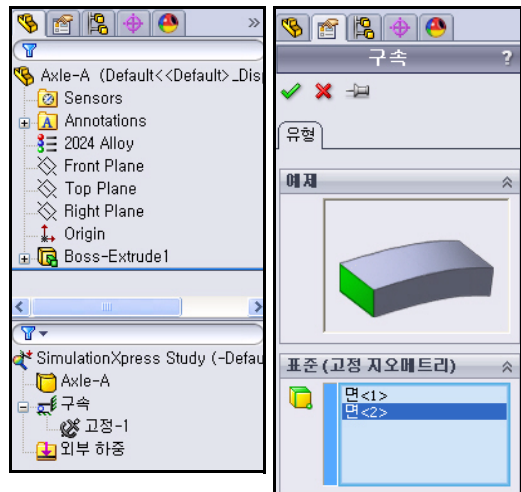 Axle-A (Default<<Default>_Dis
Sensors
Annotations
2024 Alloy
Front Plane
Top Plane
Right Plane
Origin
Boss-Extrude1
SimulationXpress Study (-Defau
Axle-A
구속
고정-1
외부 하중
구속
?
유형
예제
표준(고정 지오메트리)
면<1>
면<2>